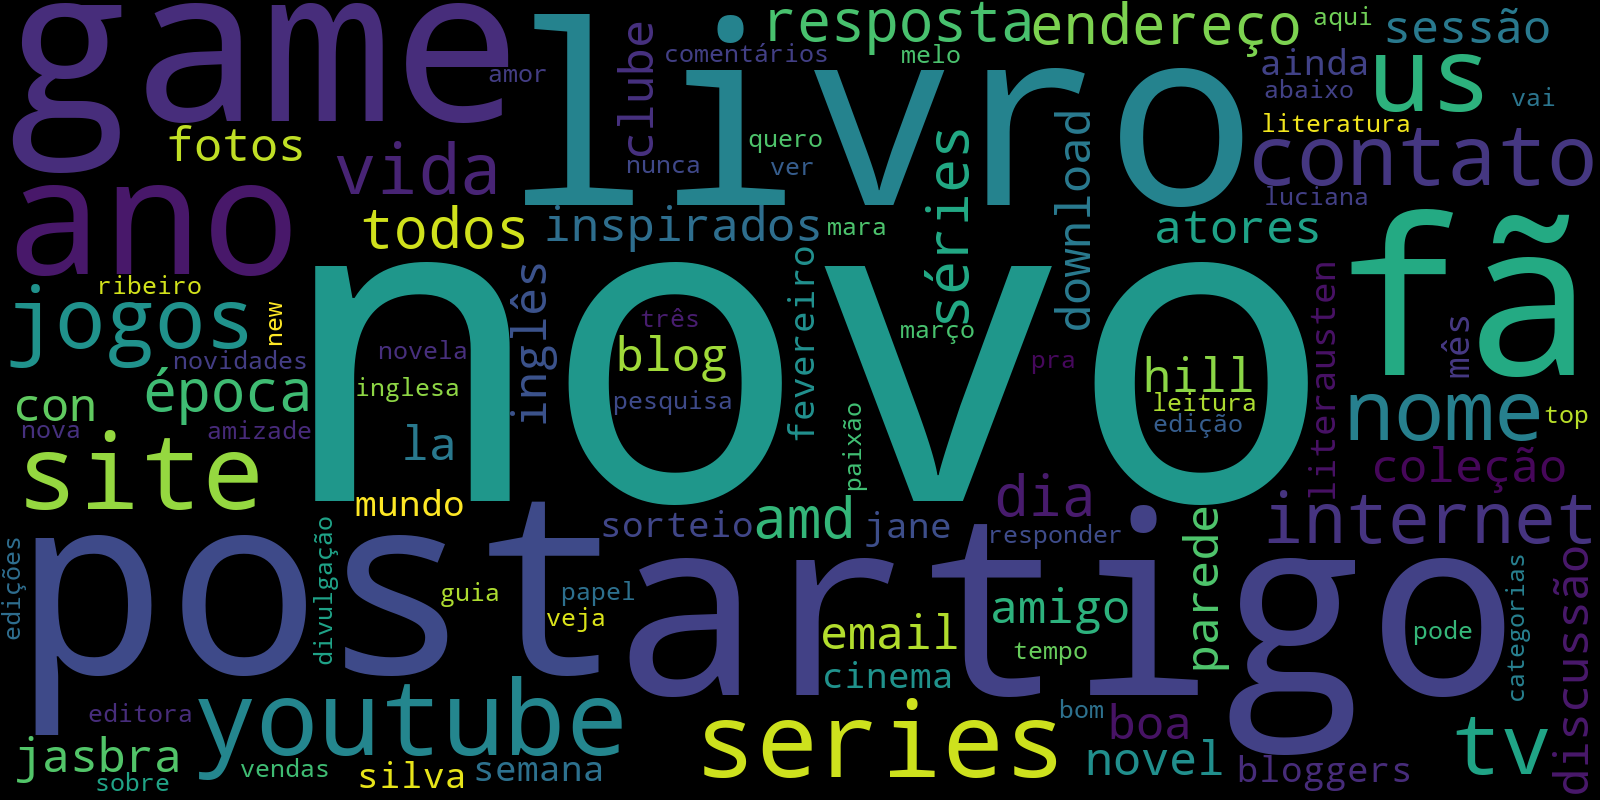 game
livro
resposta
endereço
aqui
sessão
comentários
melo
amor
clube
ainda
us
abaixo
vai
fotos
vida
quero
literatura
contato
nunca
ver
séries
download
ano
luciana
todos
inspirados
mara
atores
fã
ribeiro
jogos
new
inglês
novo
três
fevereiro
março
literausten
mês
novidades
novela
blog
pra
hill
época
inglesa
pesquisa
leitura
edição
nome
top
con
nova
amizade
la
paixão
coleção
site
mundo
sorteio
amd
jane
dia
responder
internet
parede
post
artigo
edições
divulgação
guia
papel
veja
amigo
email
tempo
pode
categorias
discussão
cinema
youtube
editora
series
bom
boa
tv
jasbra
sobre
vendas
silva
semana
novel
bloggers